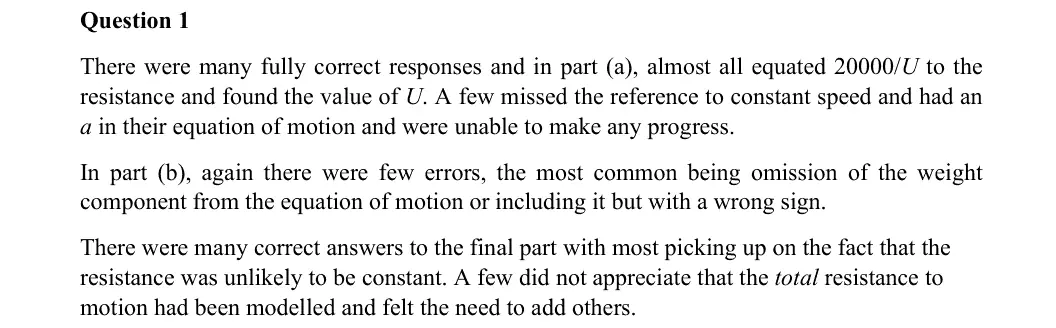 Question 1
There were many fully correct responses and in part (a), almost all equated 20000/U to the
resistance and found the value of U. A few missed the reference to constant speed and had an
a in their equation of motion and were unable to make any progress.
In part (b), again there were few errors, the most common being omission of the weight
component from the equation of motion or including it but with a wrong sign.
There were many correct answers to the final part with most picking up on the fact that the
resistance was unlikely to be constant. A few did not appreciate that the total resistance to
motion had been modelled and felt the need to add others.